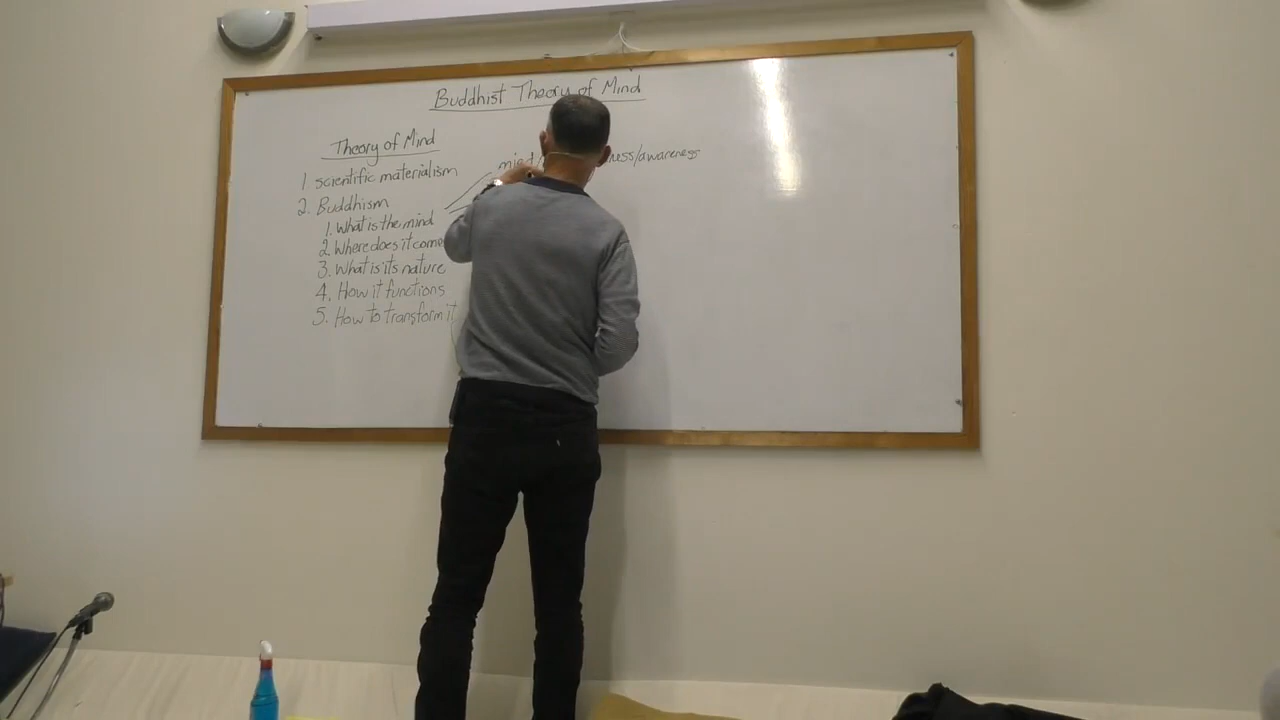 Buddhist Theory of Mind
Theory of Mind
1 scientific materialism
2. Buddhism
1. What is the mind
2. Where does it come
3. What is its nature
4. How it functions
5. How to transform it
mind/ ness/awareness